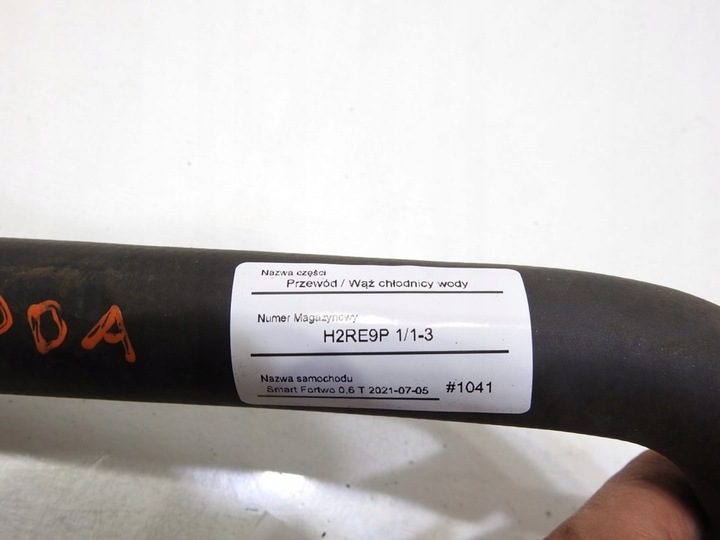 Nazwa części
Przewód / Wąż chłodnicy wody
Numer Magazynowy
H2RE9P 1/1-3
Nazwa samochodu
Smart Fortwo 0,6 T 2021-07-05 #1041